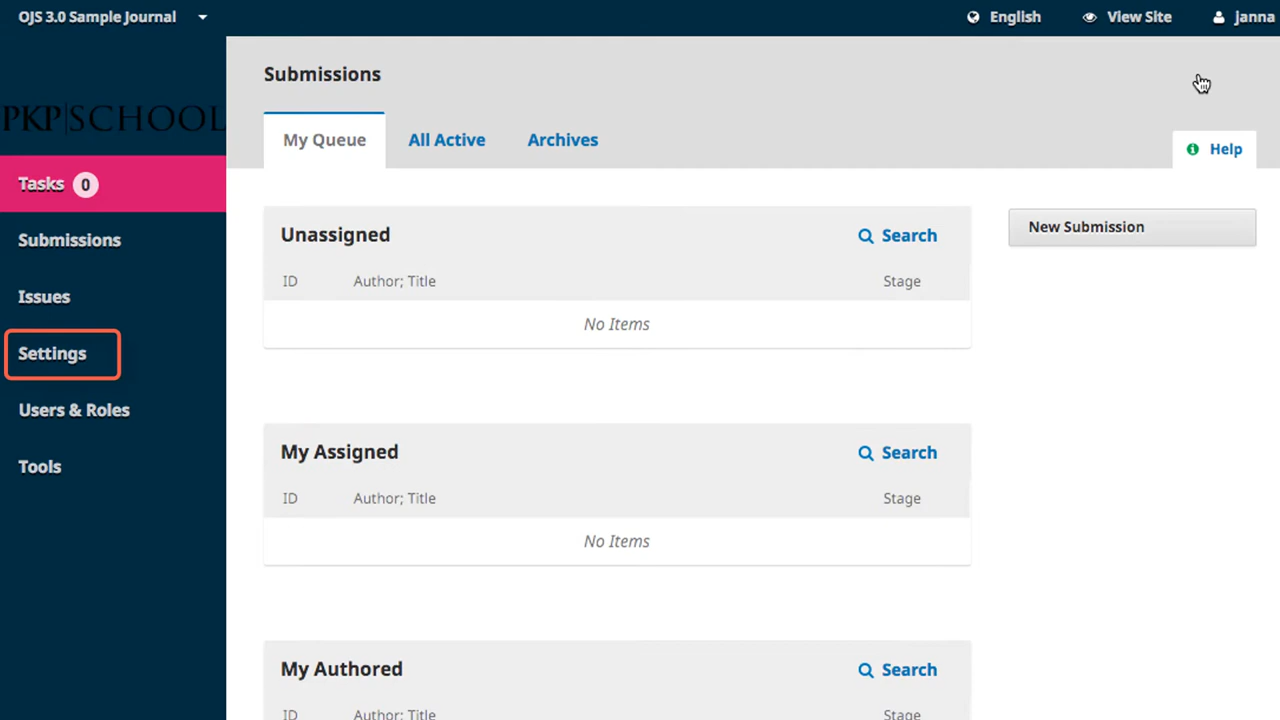 OJS 3.0 Sample Journal
English
View Site
janna
PKP|SCHOOL
Tasks 0
Submissions
Issues
Settings
Users & Roles
Tools
Submissions
My Queue
All Active
Archives
Help
Unassigned
Search
ID Author; Title Stage
No Items
New Submission
My Assigned
Search
ID Author; Title Stage
No Items
My Authored
Search
ID Author; Title Stage